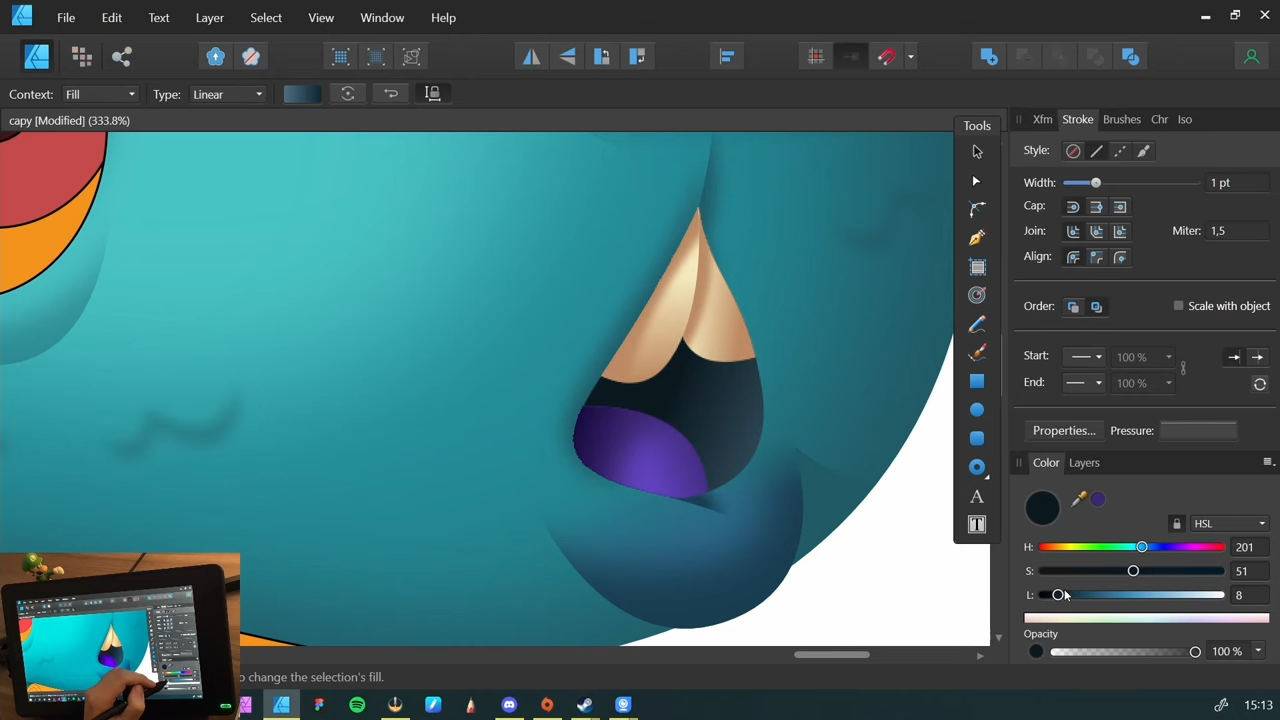 File Edit Text Layer Select View Window Help
Context: Fill Type: Linear
capy [Modified] (333.8%)
Tools
Xfm Stroke Brushes Chr Iso
Style:
Width: 1 pt
Cap:
Join: Miter: 1,5
Align:
Order: Scale with object
Start: 100 %
End: 100 %
Properties... Pressure:
Color Layers
HSL
H: 201
S: 51
L: 8
Opacity
100 %
o change the selection's fill.
A
T
15:13